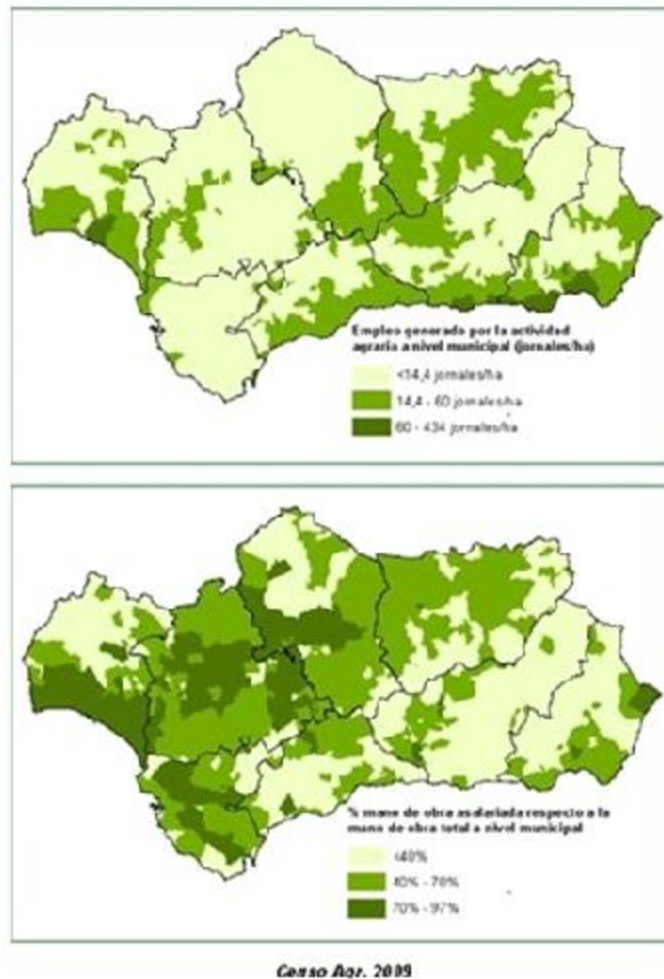 Empleo generado por la actividad
agraria a nivel municipal (jornales/ha)
<14,4 jornales/ha
14,4 - 60 jornales/ha
60 - 434 jornales/ha
% mano de obra asalariada respecto a la
mano de obra total a nivel municipal
<40%
40% - 70%
70% - 97%
Censo Agr. 2009